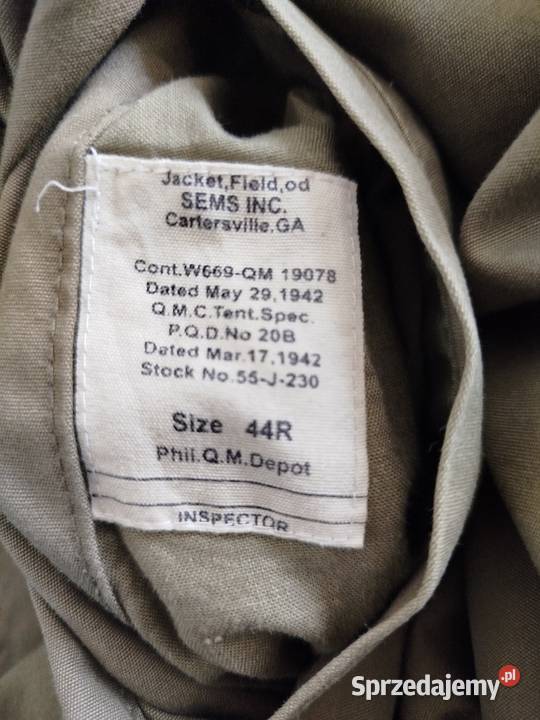 Jacket,Field,od
SEMS INC.
Cartersville,GA
Cont.W669-QM 19078
Dated May 29,1942
Q.M.C.Tent.Spec.
P.Q.D.No 20B
Dated Mar.17,1942
Stock No.55-J-230
Size 44R
Phil.Q.M.Depot
INSPECTOR
Sprzedajemy.pl